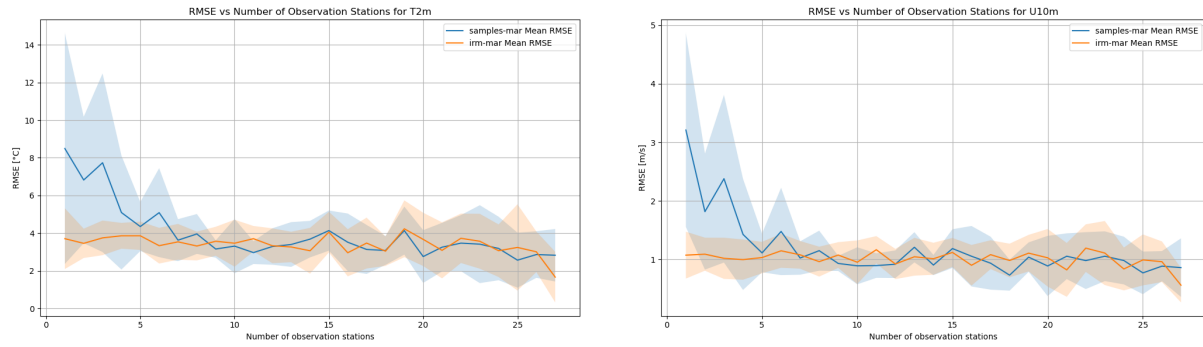 RMSE vs Number of Observation Stations for T2m
samples-mar Mean RMSE
irm-mar Mean RMSE
RMSE [°C]
14
12
10
8
6
4
2
0
0
5
10
15
20
25
Number of observation stations
RMSE vs Number of Observation Stations for U10m
samples-mar Mean RMSE
irm-mar Mean RMSE
RMSE [m/s]
5
4
3
2
1
0
5
10
15
20
25
Number of observation stations